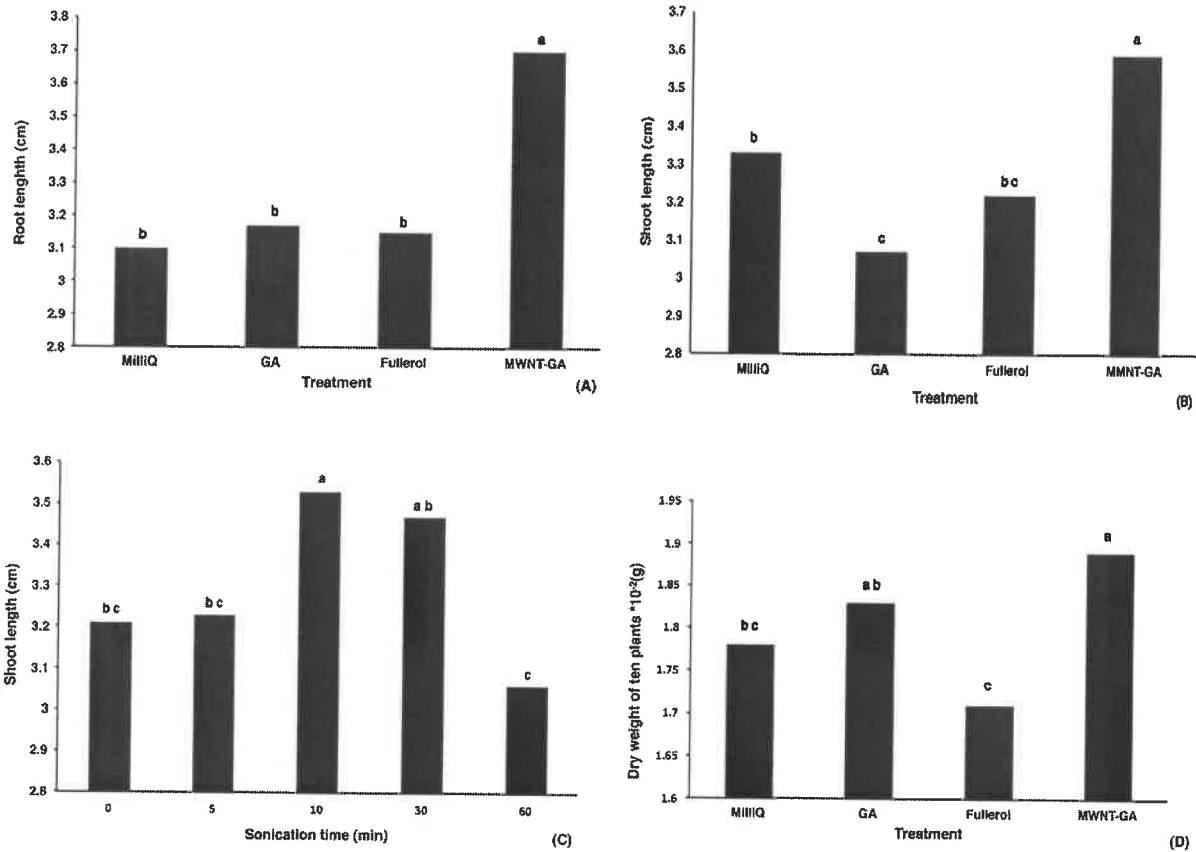 3.8
3.7
3.6
3.5
3.4
3.3
3.2
3.1
3
2.9
2.8
Root lenghth (cm)
b
b
b
a
MilliQ
GA
Fullerol
MWNT-GA
Treatment
(A)
3.7
3.6
3.5
3.4
3.3
3.2
3.1
3
2.9
2.8
Shoot length (cm)
b
c
b c
a
MilliQ
GA
Fullerol
MMNT-GA
Treatment
(B)
3.6
3.5
3.4
3.3
3.2
3.1
3
2.9
2.8
Shoot length (cm)
b c
b c
a
a b
c
0
5
10
30
60
Sonication time (min)
(C)
1.95
1.9
1.85
1.8
1.75
1.7
1.65
1.6
Dry weight of ten plants *10-2(g)
b c
a b
c
a
MilliQ
GA
Fullerol
MWNT-GA
Treatment
(D)